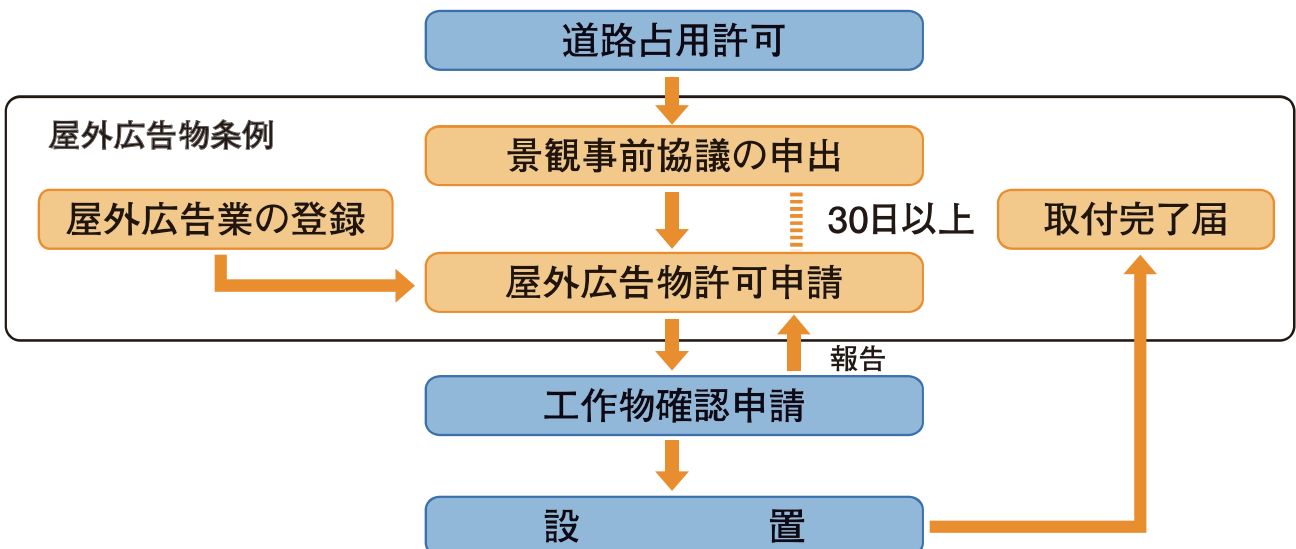 道路占用許可
屋外広告物条例
景観事前協議の申出
屋外広告業の登録
30日以上
取付完了届
屋外広告物許可申請
報告
工作物確認申請
設置